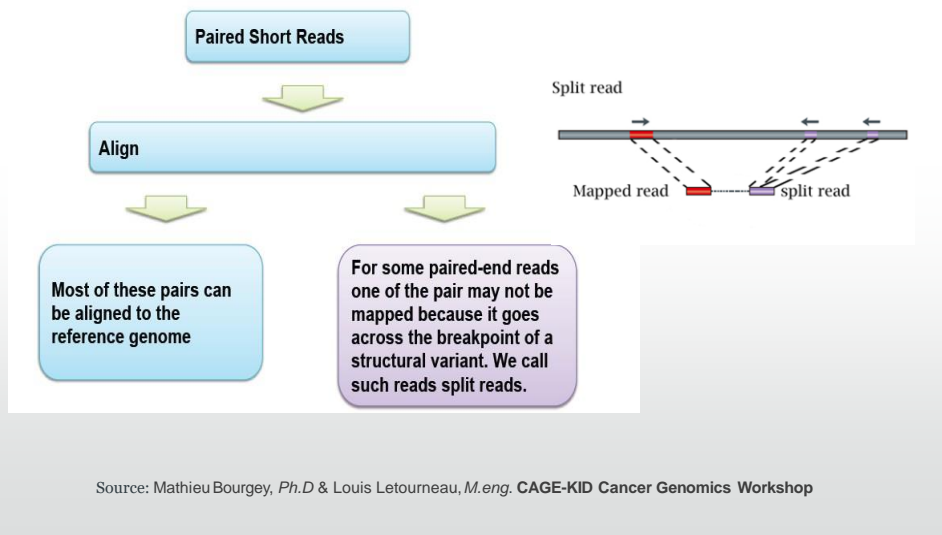 Paired Short Reads
Align
Most of these pairs can
be aligned to the
reference genome
For some paired-end reads
one of the pair may not be
mapped because it goes
across the breakpoint of a
structural variant. We call
such reads split reads.
Split read
Mapped read
split read
Source: Mathieu Bourgey, Ph.D & Louis Letourneau, M.eng. CAGE-KID Cancer Genomics Workshop